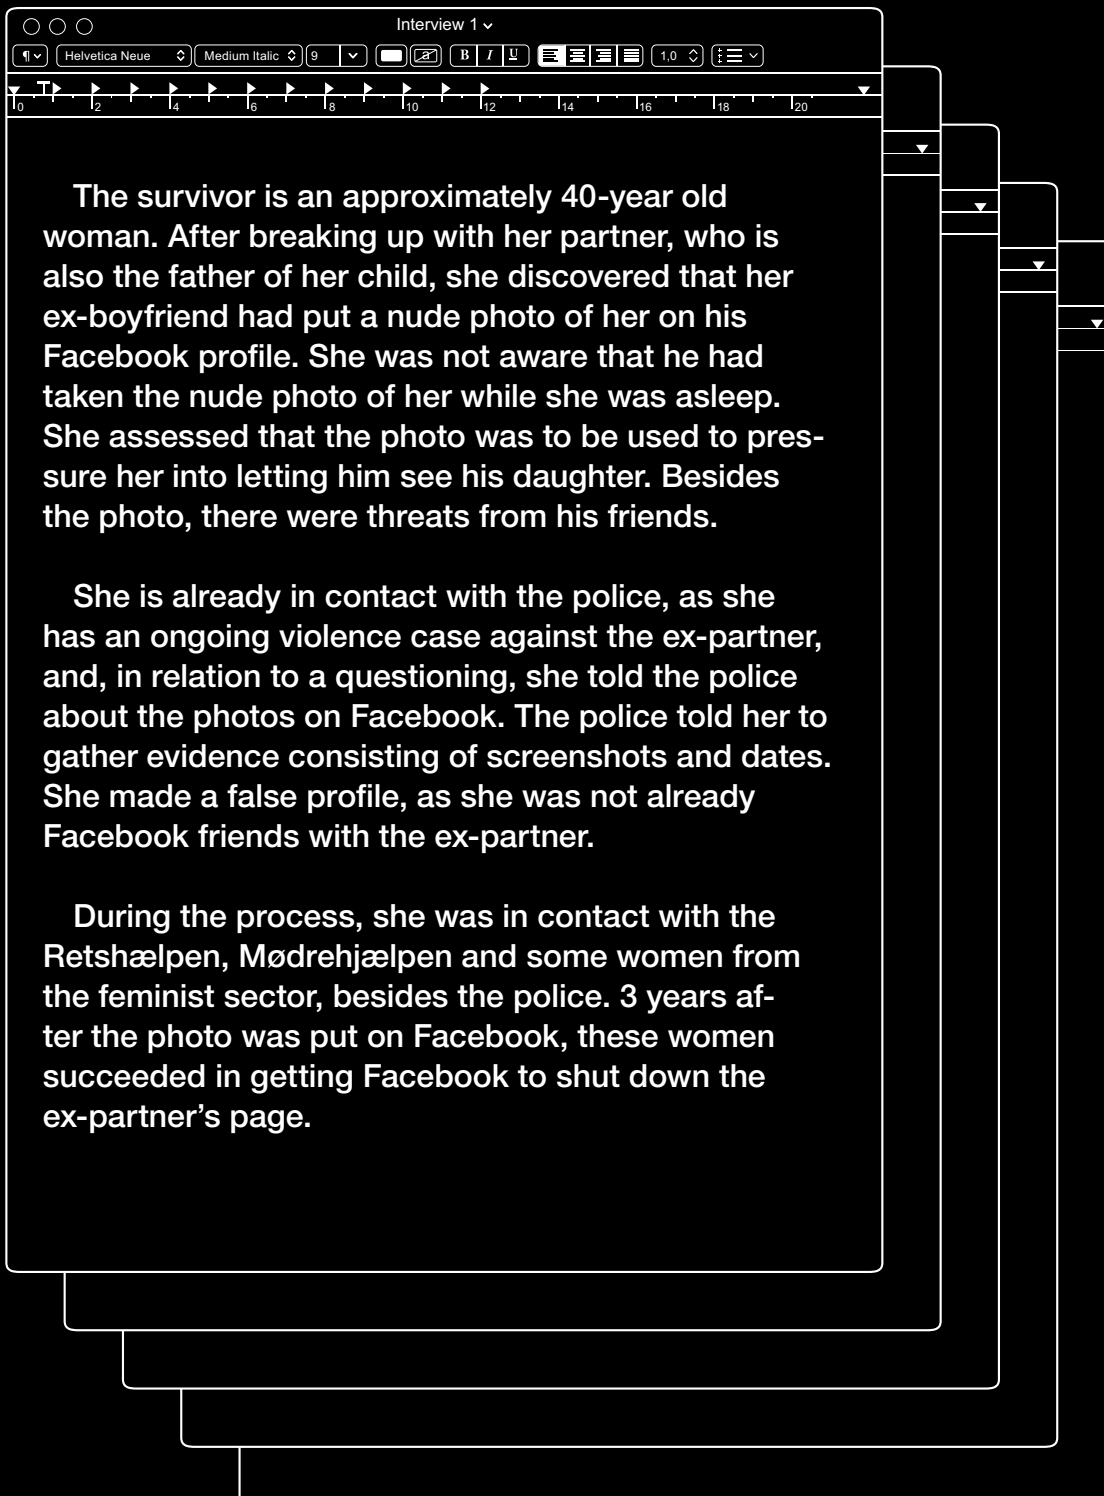 Interview 1
¶ Helvetica Neue Medium Italic 9 a B I U 1,0
0 2 4 6 8 10 12 14 16 18 20
The survivor is an approximately 40-year old
woman. After breaking up with her partner, who is
also the father of her child, she discovered that her
ex-boyfriend had put a nude photo of her on his
Facebook profile. She was not aware that he had
taken the nude photo of her while she was asleep.
She assessed that the photo was to be used to pres-
sure her into letting him see his daughter. Besides
the photo, there were threats from his friends.
She is already in contact with the police, as she
has an ongoing violence case against the ex-partner,
and, in relation to a questioning, she told the police
about the photos on Facebook. The police told her to
gather evidence consisting of screenshots and dates.
She made a false profile, as she was not already
Facebook friends with the ex-partner.
During the process, she was in contact with the
Retshælpen, Mødrehjælpen and some women from
the feminist sector, besides the police. 3 years af-
ter the photo was put on Facebook, these women
succeeded in getting Facebook to shut down the
ex-partner’s page.